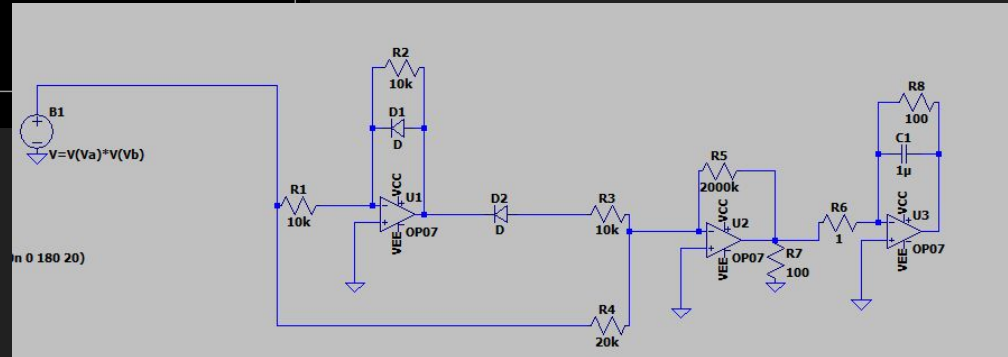 B1
V=V(Va)*V(Vb)
n 0 180 20)
R1
10k
R2
10k
D1
D
VCC
U1
VEE
OP07
D2
D
R3
10k
R4
20k
R5
2000k
VCC
U2
VEE
OP07
R7
100
R6
1
R8
100
C1
1µ
VCC
U3
VEE
OP07